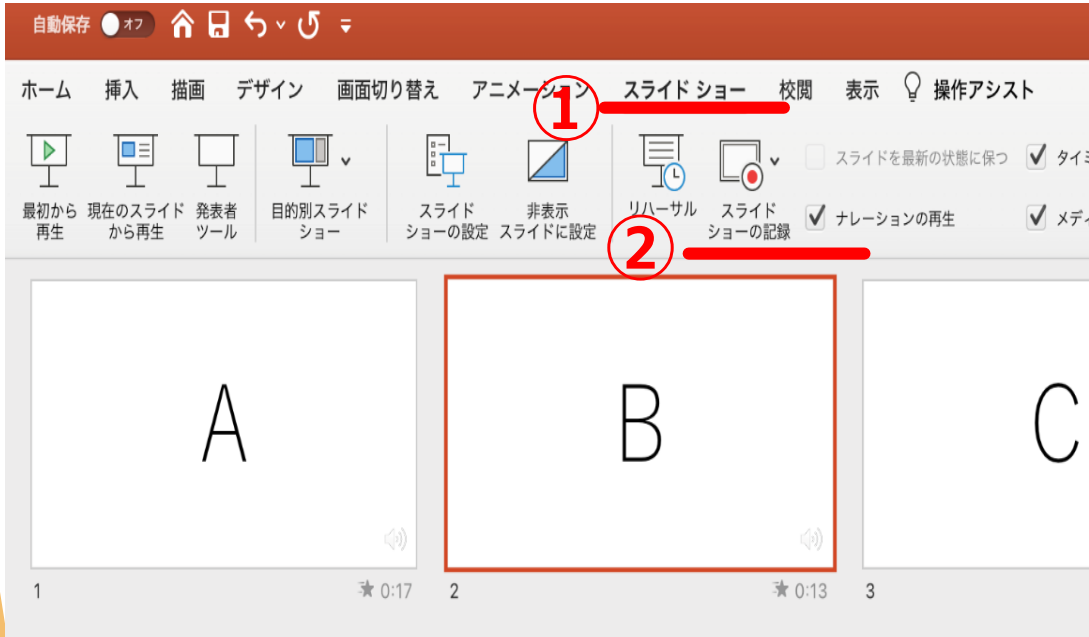 自動保存 オフ
ホーム 挿入 描画 デザイン 画面切り替え アニメーション スライド ショー 校閲 表示 操作アシスト
①
最初から
再生
現在のスライド
から再生
発表者
ツール
目的別スライド
ショー
スライド
ショーの設定
非表示
スライドに設定
リハーサル
スライド
ショーの記録
スライドを最新の状態に保つ
ナレーションの再生
②
A
B
C
1 0:17 2 0:13 3